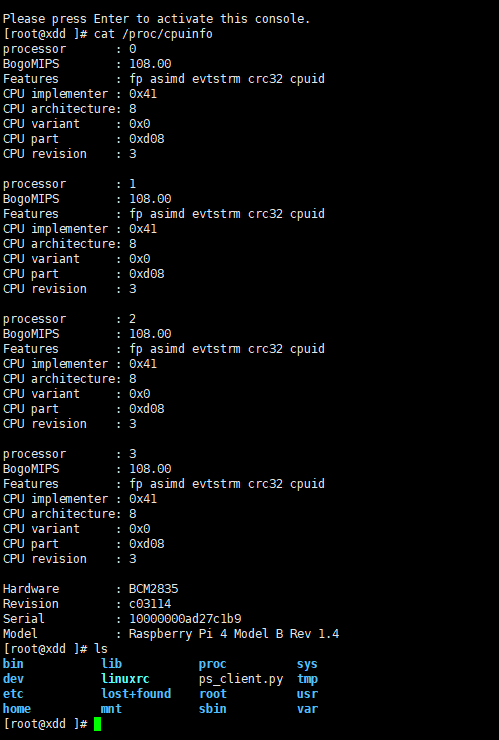 Please press Enter to activate this console.
[root@xdd ]# cat /proc/cpuinfo
processor : 0
BogoMIPS : 108.00
Features : fp asimd evtstrm crc32 cpuid
CPU implementer : 0x41
CPU architecture: 8
CPU variant : 0x0
CPU part : 0xd08
CPU revision : 3
processor : 1
BogoMIPS : 108.00
Features : fp asimd evtstrm crc32 cpuid
CPU implementer : 0x41
CPU architecture: 8
CPU variant : 0x0
CPU part : 0xd08
CPU revision : 3
processor : 2
BogoMIPS : 108.00
Features : fp asimd evtstrm crc32 cpuid
CPU implementer : 0x41
CPU architecture: 8
CPU variant : 0x0
CPU part : 0xd08
CPU revision : 3
processor : 3
BogoMIPS : 108.00
Features : fp asimd evtstrm crc32 cpuid
CPU implementer : 0x41
CPU architecture: 8
CPU variant : 0x0
CPU part : 0xd08
CPU revision : 3
Hardware : BCM2835
Revision : c03114
Serial : 10000000ad27c1b9
Model : Raspberry Pi 4 Model B Rev 1.4
[root@xdd ]# ls
bin lib proc sys
dev linuxrc ps_client.py tmp
etc lost+found root usr
home mnt sbin var
[root@xdd ]#